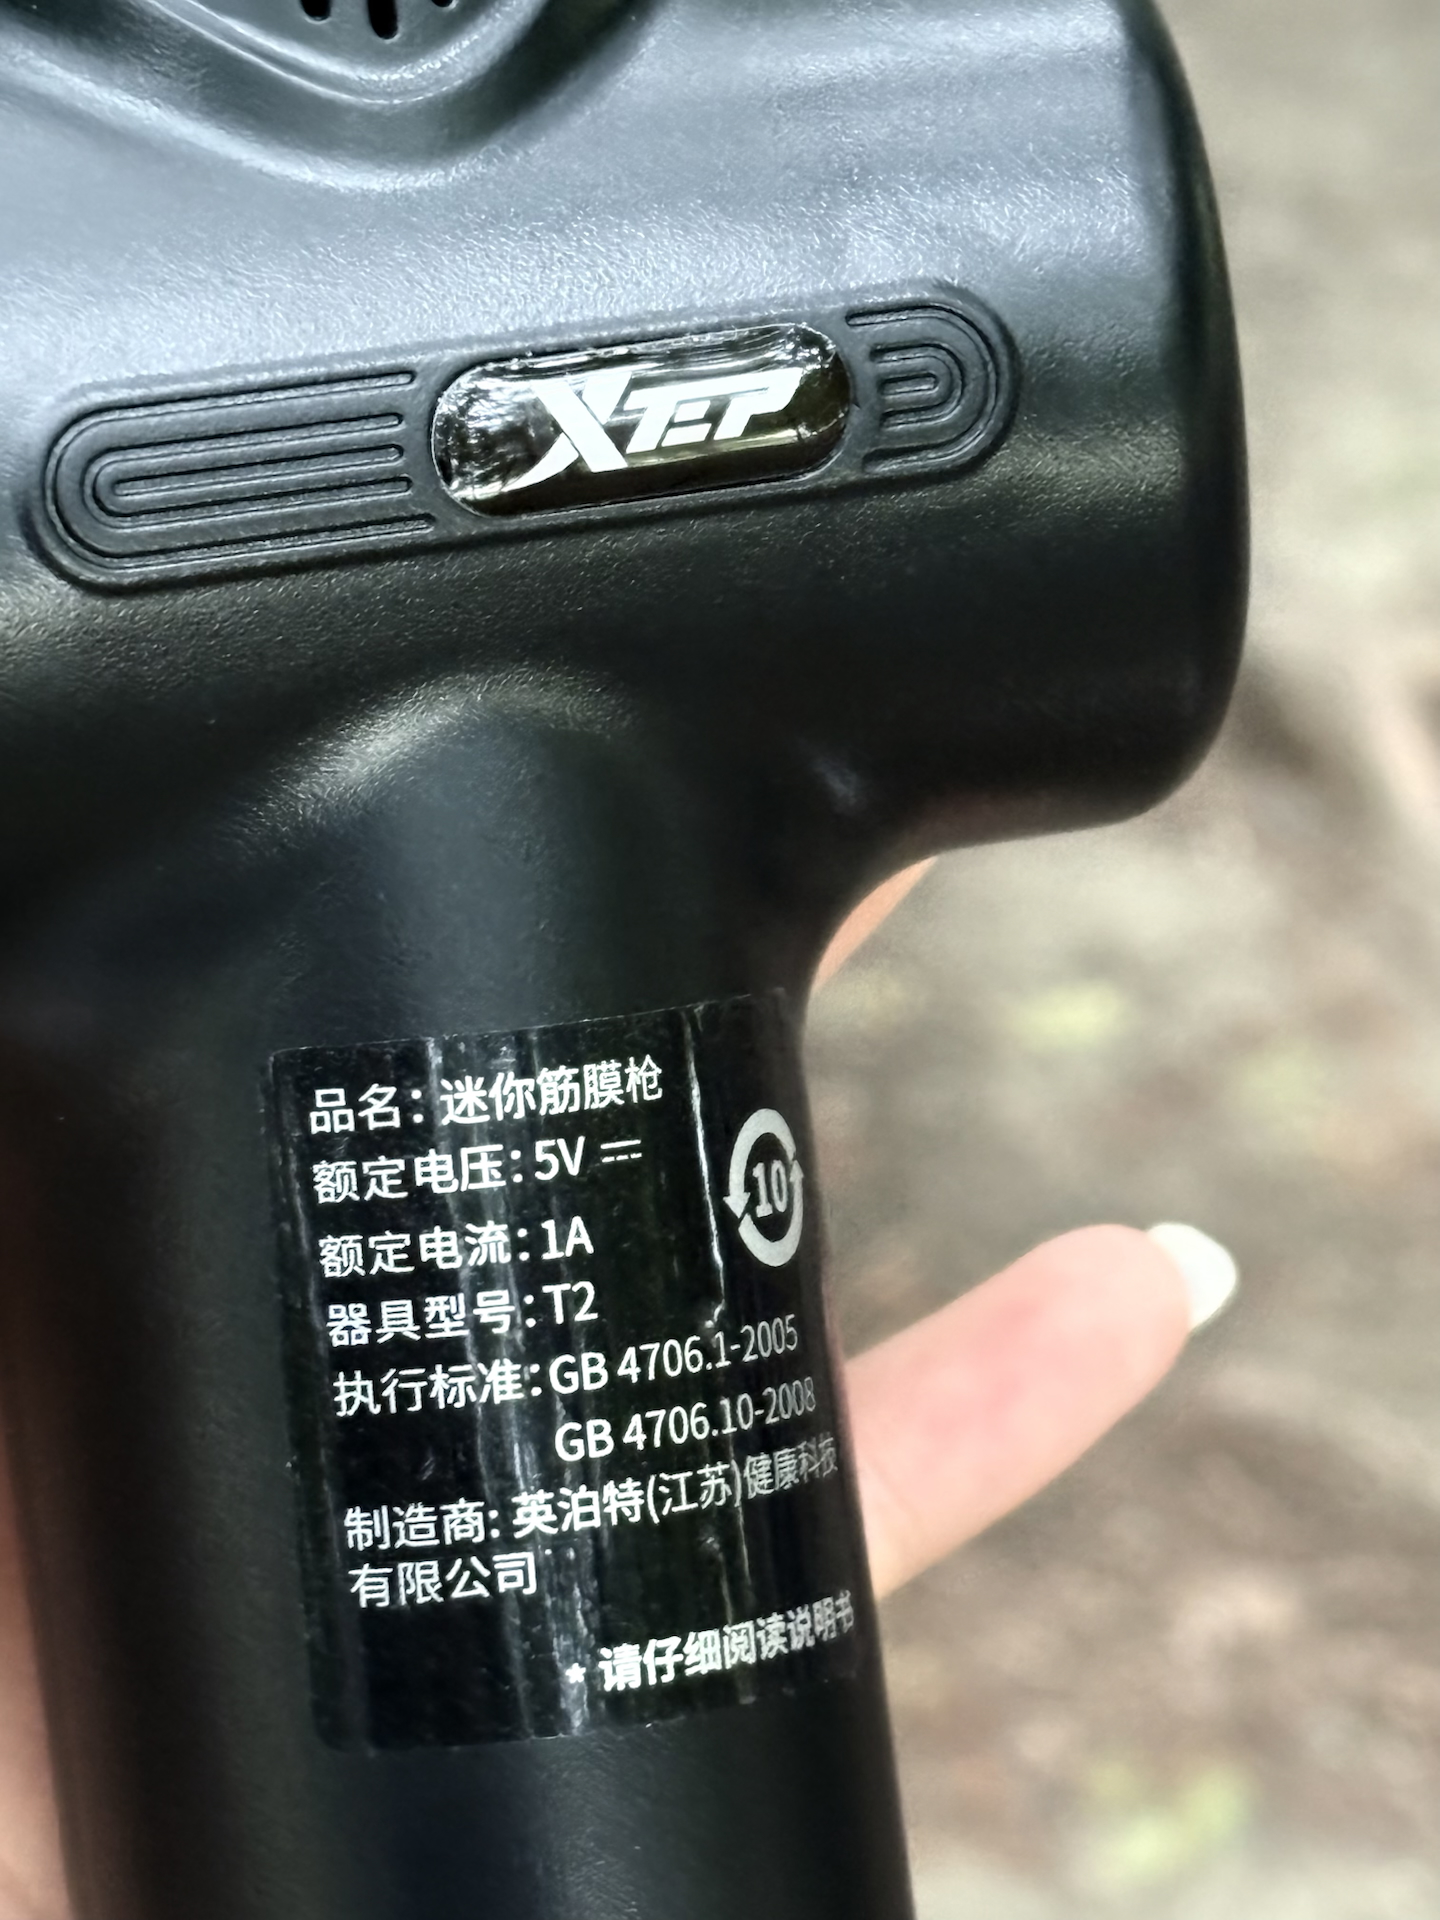 XTEP
品名：迷你筋膜枪
额定电压：5V ⎓
10
额定电流：1A
器具型号：T2
执行标准：GB 4706.1-2005
GB 4706.10-2008
制造商：英泊特(江苏)健康科技
有限公司
* 请仔细阅读说明书